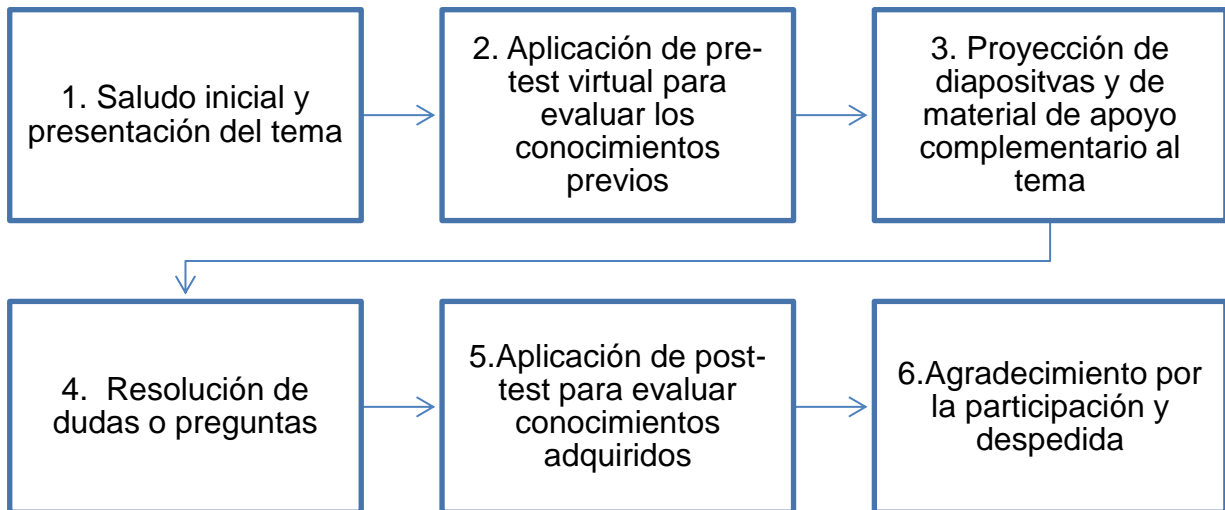 1. Saludo inicial y
presentación del tema
2. Aplicación de pre-
test virtual para
evaluar los
conocimientos
previos
3. Proyección de
diapositvas y de
material de apoyo
complementario al
tema
4.  Resolución de
dudas o preguntas
5.Aplicación de post-
test para evaluar
conocimientos
adquiridos
6.Agradecimiento por
la participación y
despedida